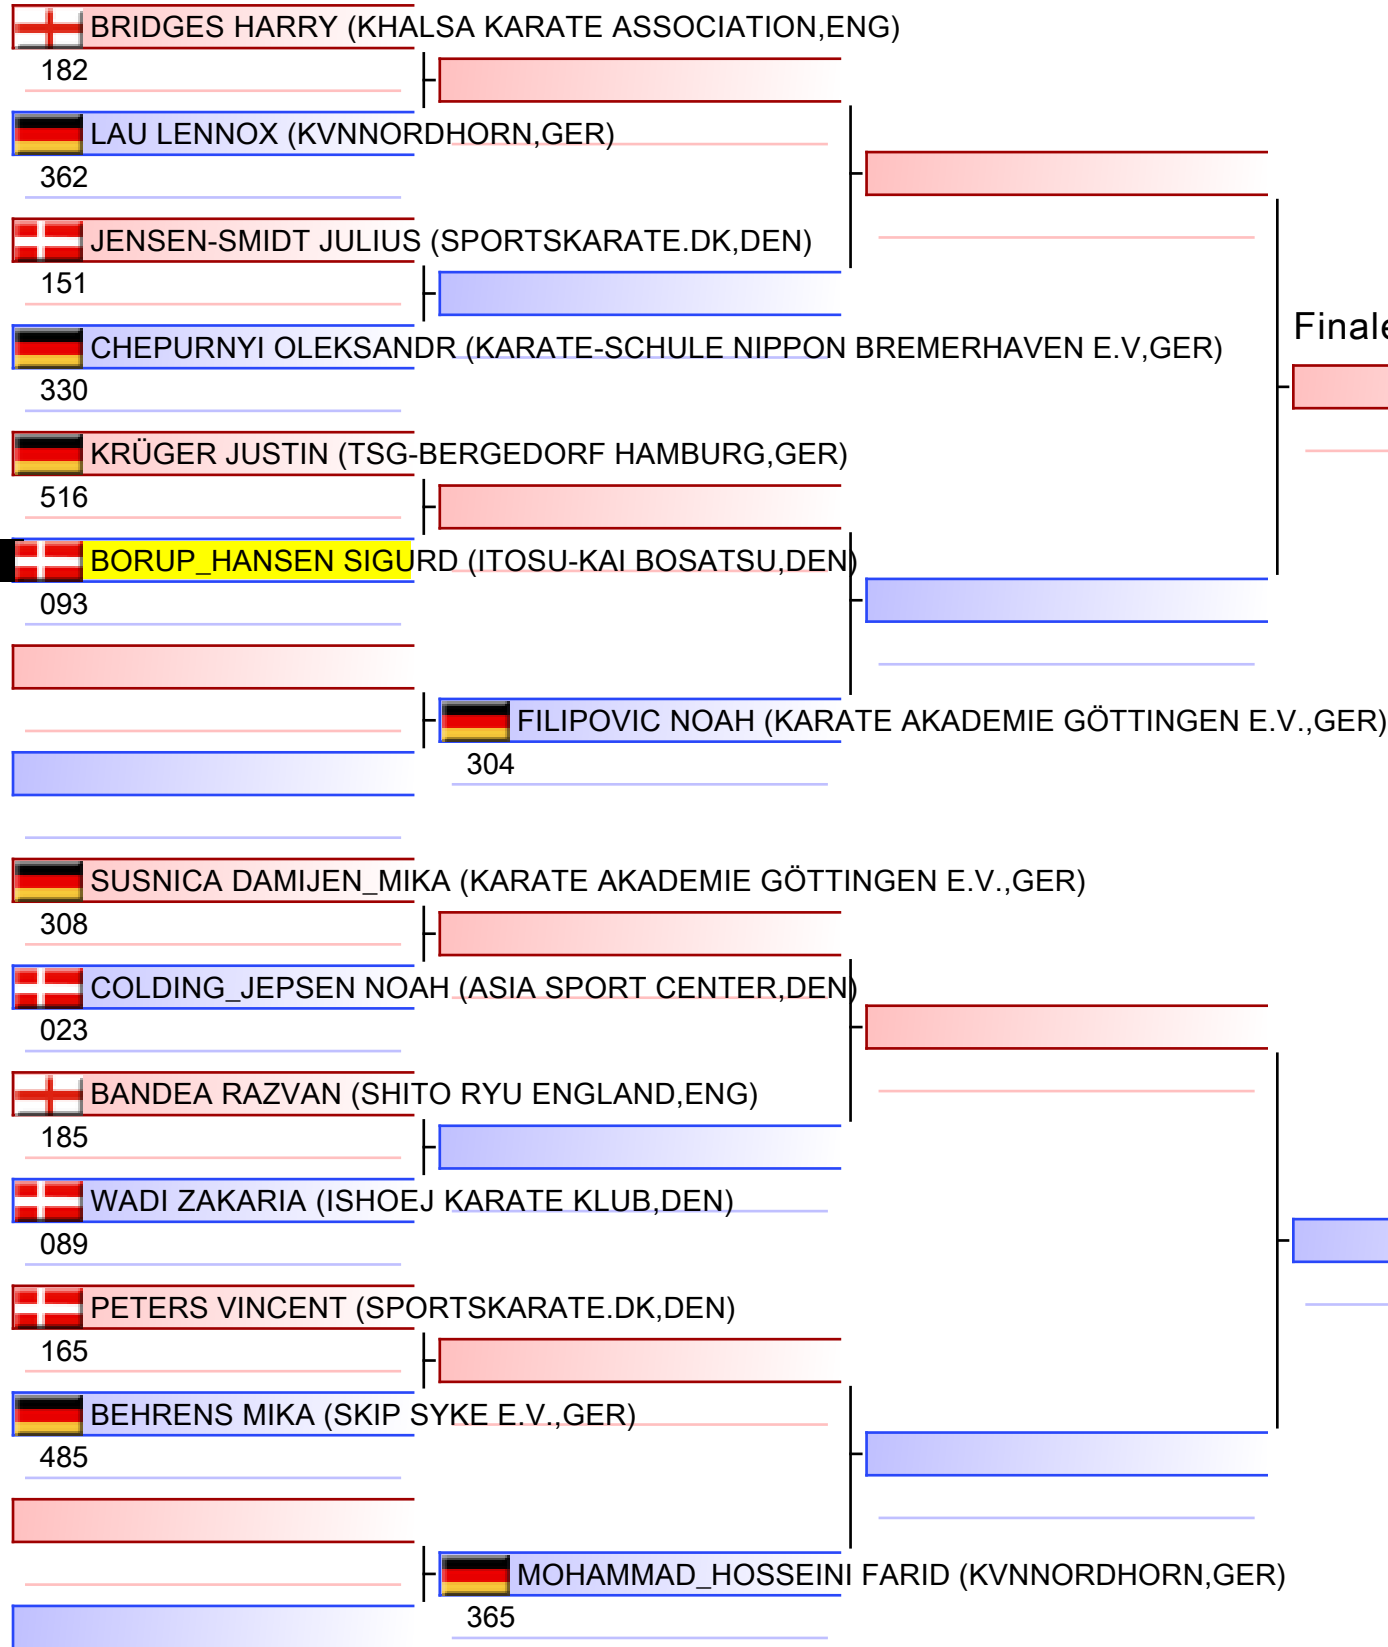 BRIDGES HARRY (KHALSA KARATE ASSOCIATION,ENG)
182
LAU LENNOX (KVNNORDHORN,GER)
362
JENSEN-SMIDT JULIUS (SPORTSKARATE.DK,DEN)
151
Finale
CHEPURNYI OLEKSANDR (KARATE-SCHULE NIPPON BREMERHAVEN E.V,GER)
330
KRÜGER JUSTIN (TSG-BERGEDORF HAMBURG,GER)
516
BORUP_HANSEN SIGURD (ITOSU-KAI BOSATSU,DEN)
093
FILIPOVIC NOAH (KARATE AKADEMIE GÖTTINGEN E.V.,GER)
304
SUSNICA DAMIJEN_MIKA (KARATE AKADEMIE GÖTTINGEN E.V.,GER)
308
COLDING_JEPSEN NOAH (ASIA SPORT CENTER,DEN)
023
BANDEA RAZVAN (SHITO RYU ENGLAND,ENG)
185
WADI ZAKARIA (ISHOEJ KARATE KLUB,DEN)
089
PETERS VINCENT (SPORTSKARATE.DK,DEN)
165
BEHRENS MIKA (SKIP SYKE E.V.,GER)
485
MOHAMMAD_HOSSEINI FARID (KVNNORDHORN,GER)
365